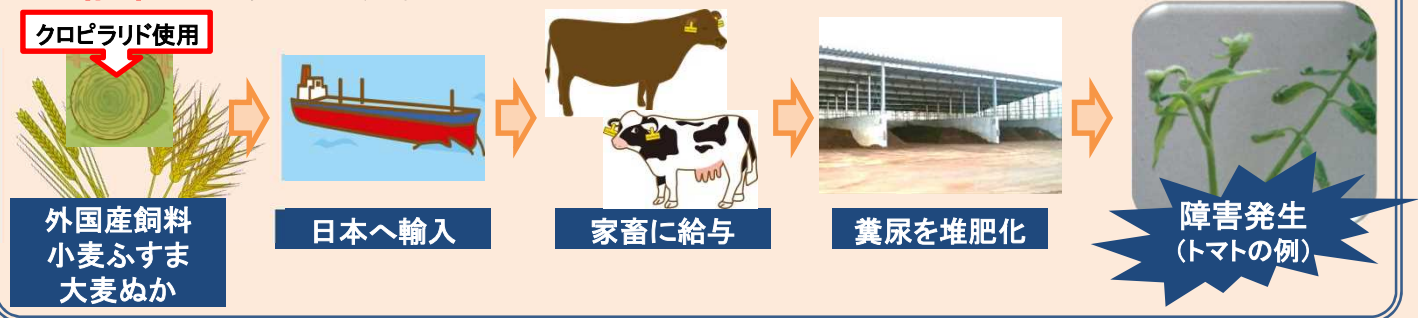 クロピラリド使用
外国産飼料
小麦ふすま
大麦ぬか
日本へ輸入
家畜に給与
糞尿を堆肥化
障害発生
(トマトの例)